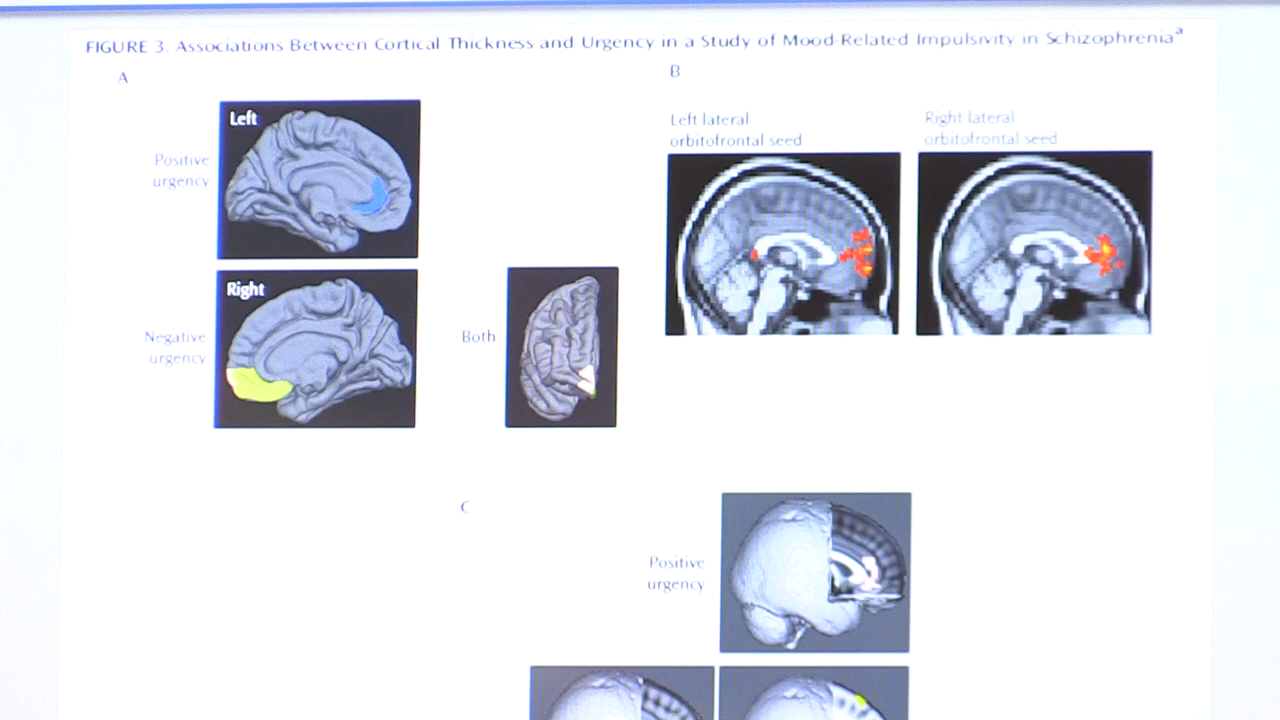 FIGURE 3. Associations Between Cortical Thickness and Urgency in a Study of Mood-Related Impulsivity in Schizophreniaᵃ
A
B
Left
Positive
urgency
Left lateral
orbitofrontal seed
Right lateral
orbitofrontal seed
Right
Negative
urgency
Both
C
Positive
urgency